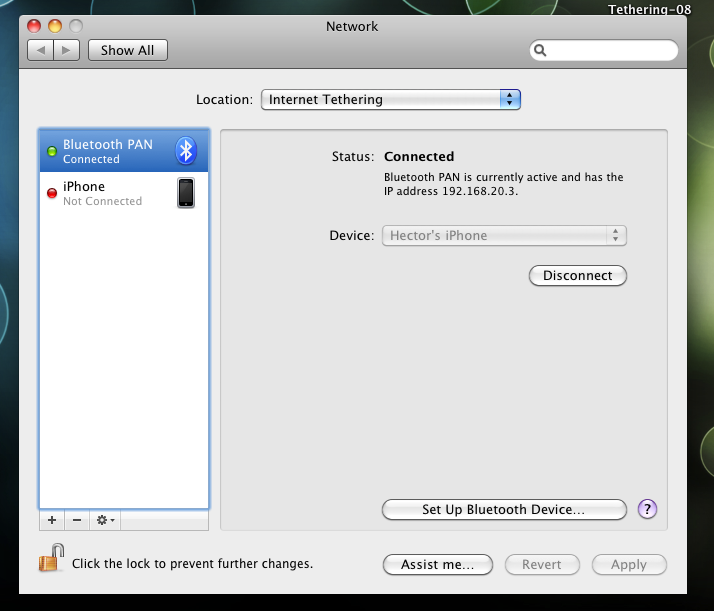 Tethering-08
Network
Show All
Location: Internet Tethering
Bluetooth PAN
Connected
iPhone
Not Connected
Status: Connected
Bluetooth PAN is currently active and has the
IP address 192.168.20.3.
Device: Hector's iPhone
Disconnect
Set Up Bluetooth Device...
?
+ −
Click the lock to prevent further changes.
Assist me...
Revert
Apply